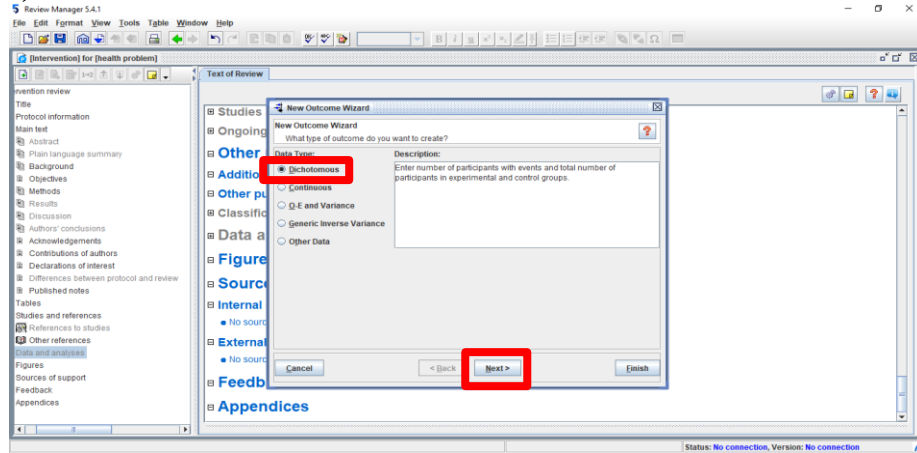 5 Review Manager 5.4.1
File Edit Format View Tools Table Window Help
[Intervention] for [health problem]
Text of Review
rvention review
Title
Protocol information
Main text
Abstract
Plain language summary
Background
Objectives
Methods
Results
Discussion
Authors' conclusions
Acknowledgements
Contributions of authors
Declarations of interest
Differences between protocol and review
Published notes
Tables
Studies and references
References to studies
Other references
Data and analyses
Figures
Sources of support
Feedback
Appendices
Studies
Ongoing
Other
Additio
Other pu
Classific
Data a
Figure
Source
Internal
No sourc
External
No sourc
Feedb
Appendices
New Outcome Wizard
New Outcome Wizard
What type of outcome do you want to create?
Data Type:
Dichotomous
Continuous
O-E and Variance
Generic Inverse Variance
Other Data
Description:
Enter number of participants with events and total number of
participants in experimental and control groups.
Cancel
< Back
Next >
Finish
Status: No connection, Version: No connection